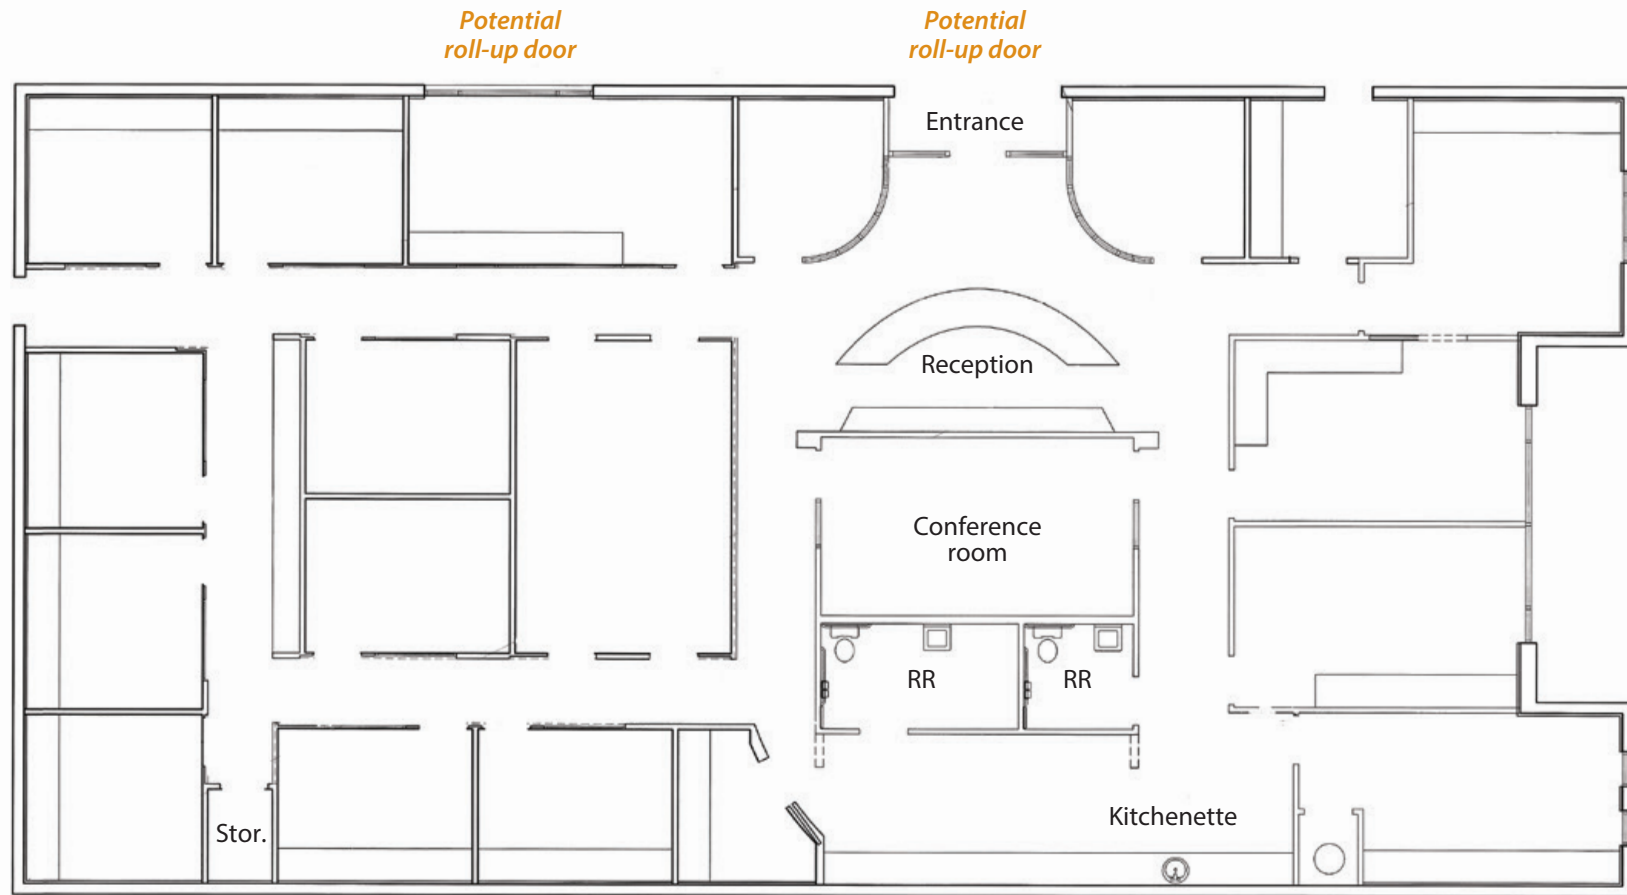 Potential
roll-up door
Potential
roll-up door
Entrance
Reception
Conference
room
RR
RR
Kitchenette
Stor.